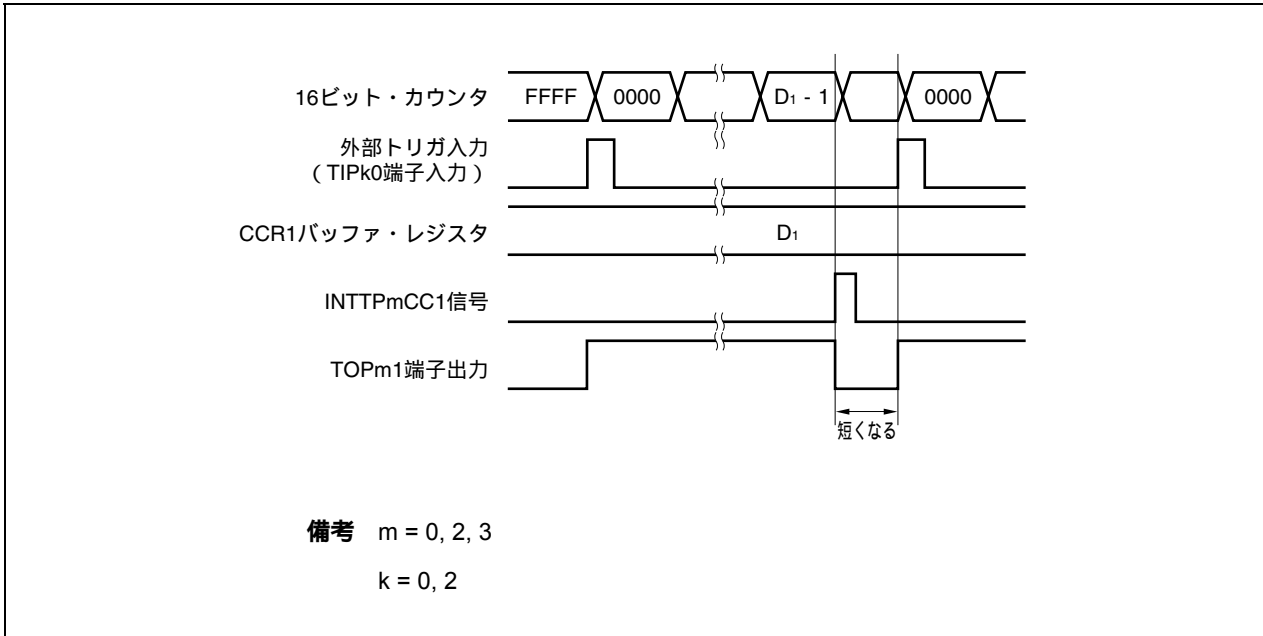 16ビット・カウンタ FFFF 0000 D1 - 1 0000
外部トリガ入力
(TIPk0端子入力)
CCR1バッファ・レジスタ D1
INTTPmCC1信号
TOPm1端子出力
短くなる
備考 m = 0, 2, 3
k = 0, 2